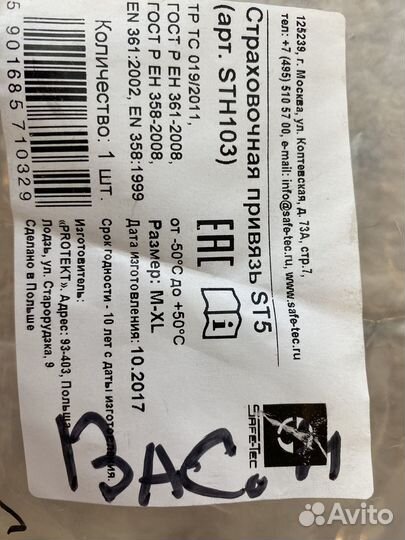 125239, г. Москва, ул. Коптевская, д. 73А, стр.7,
тел: +7 (495) 510 57 00, e-mail: info@safe-tec.ru, www.safe-tec.ru
Страховочная привязь ST5
(арт. STH103)
ТР ТС 019/2011,
ГОСТ Р ЕН 361-2008,
ГОСТ Р ЕН 358-2008,
EN 361:2002, EN 358:1999
Количество: 1 шт.
5 901685 710329
EAC
от -50°C до +50°C
Размер: M-XL
Дата изготовления: 10.2017
Срок годности - 10 лет с даты изготовления.
Изготовитель:
«PROTEKT». Адрес: 93-403, Польша
Лодзь, ул. Старорудзка, 9
Сделано в Польше
SAFE-TEC
Avito